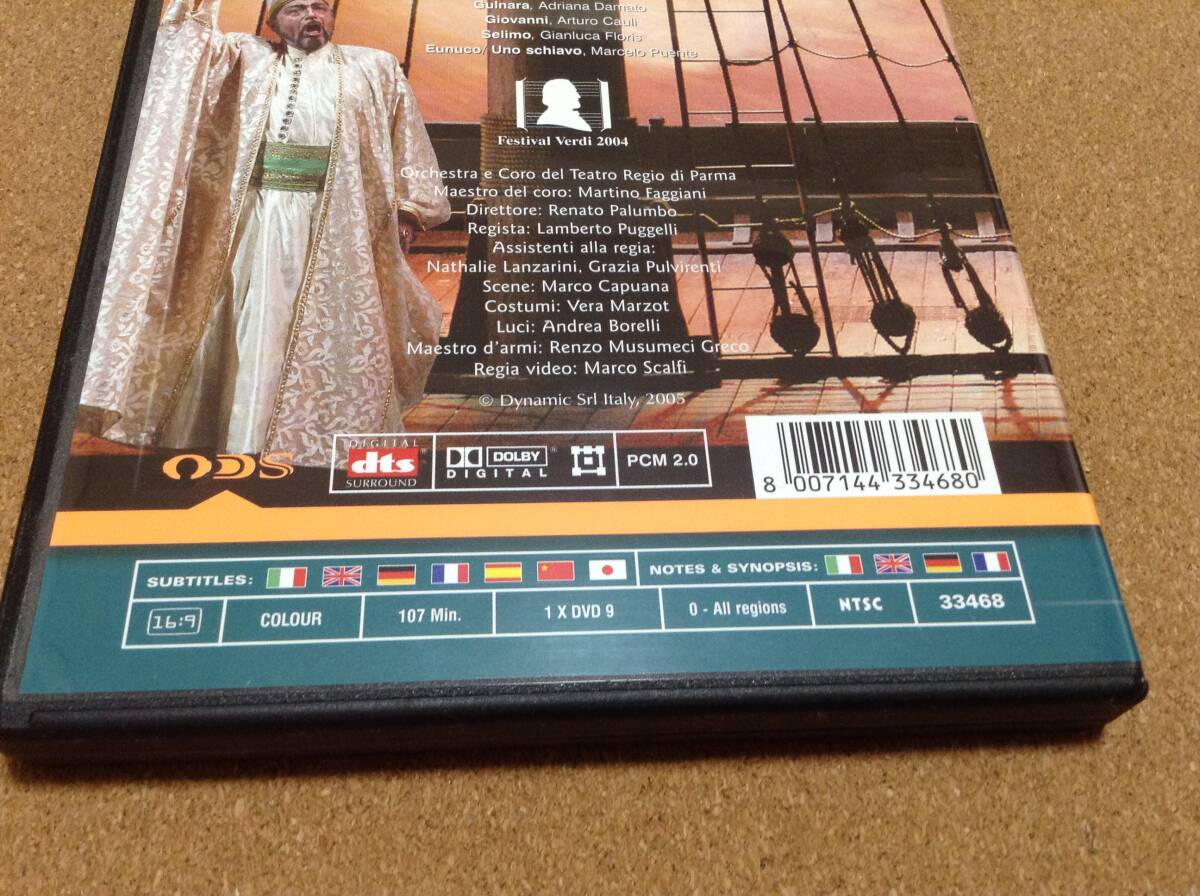 Gulnara, Adriana Damato
Giovanni, Arturo Cauli
Selimo, Gianluca Floris
Eunuco/ Uno schiavo, Marcelo Puente
Festival Verdi 2004
Orchestra e Coro del Teatro Regio di Parma
Maestro del coro: Martino Faggiani
Direttore: Renato Palumbo
Regista: Lamberto Puggelli
Assistenti alla regia:
Nathalie Lanzarini, Grazia Pulvirenti
Scene: Marco Capuana
Costumi: Vera Marzot
Luci: Andrea Borelli
Maestro d'armi: Renzo Musumeci Greco
Regia video: Marco Scalfi
© Dynamic Srl Italy, 2005
ODS
DIGITAL
dts
SURROUND
DOLBY
DIGITAL
PCM 2.0
8 007144 334680
SUBTITLES:
NOTES & SYNOPSIS:
16:9 COLOUR 107 Min. 1 X DVD 9 0 - All regions NTSC 33468